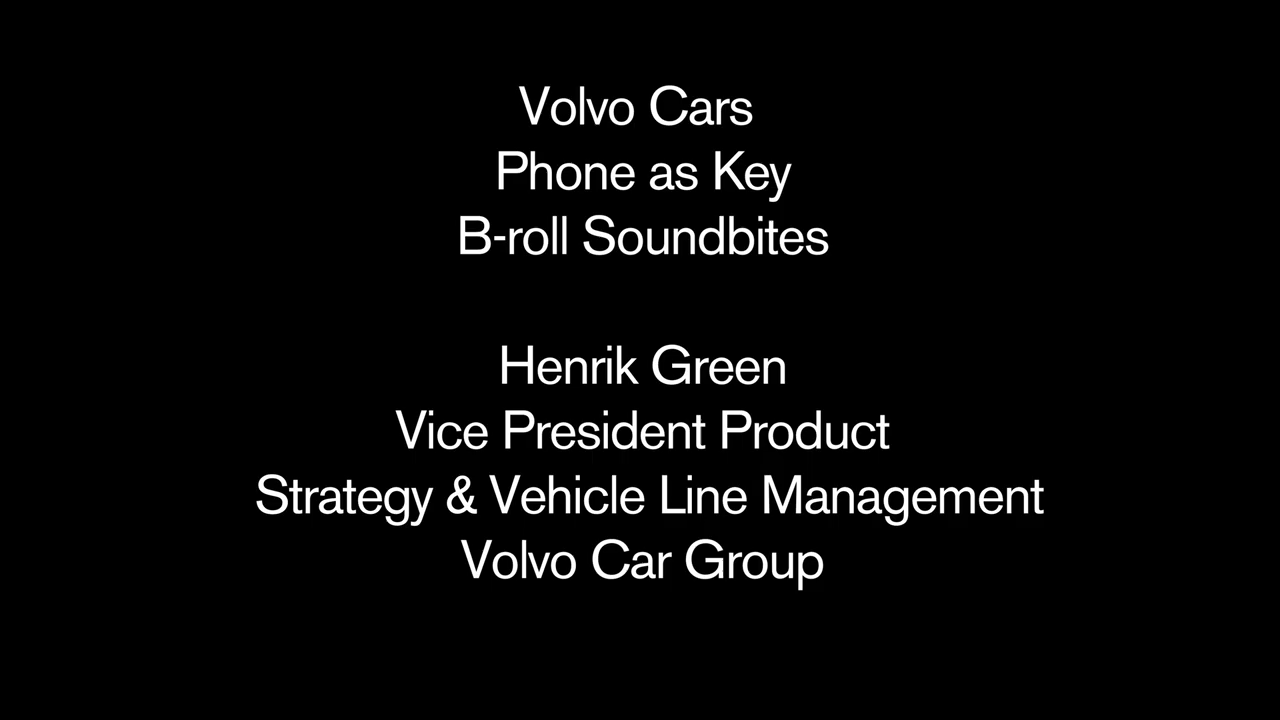 Volvo Cars
Phone as Key
B-roll Soundbites
Henrik Green
Vice President Product
Strategy & Vehicle Line Management
Volvo Car Group